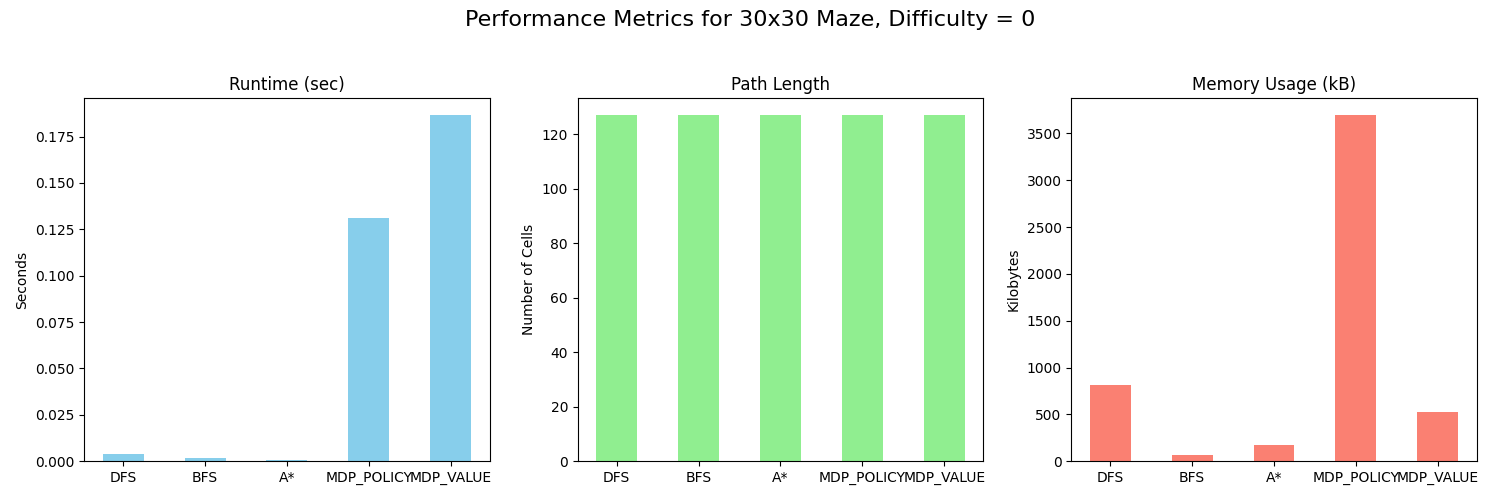 Performance Metrics for 30x30 Maze, Difficulty = 0
Runtime (sec)
Seconds
0.175
0.150
0.125
0.100
0.075
0.050
0.025
0.000
DFS
BFS
A*
MDP_POLICY
MDP_VALUE
Path Length
Number of Cells
120
100
80
60
40
20
0
DFS
BFS
A*
MDP_POLICY
MDP_VALUE
Memory Usage (kB)
Kilobytes
3500
3000
2500
2000
1500
1000
500
0
DFS
BFS
A*
MDP_POLICY
MDP_VALUE